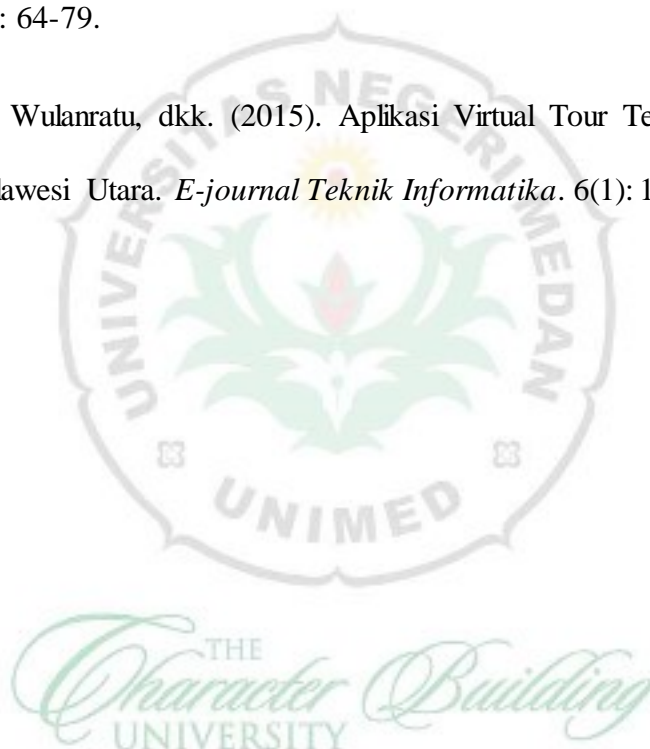 : 64-79.
Wulanratu, dkk. (2015). Aplikasi Virtual Tour Te
lawesi Utara. E-journal Teknik Informatika. 6(1): 1
UNIVERSITAS NEGERI MEDAN
UNIMED
THE
Character Building
UNIVERSITY